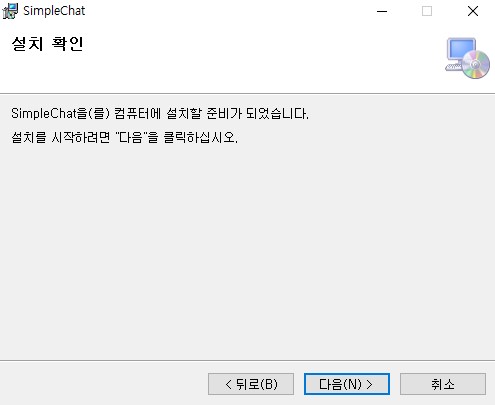 SimpleChat
설치 확인
SimpleChat을(를) 컴퓨터에 설치할 준비가 되었습니다.
설치를 시작하려면 "다음"을 클릭하십시오.
< 뒤로(B) 다음(N) > 취소